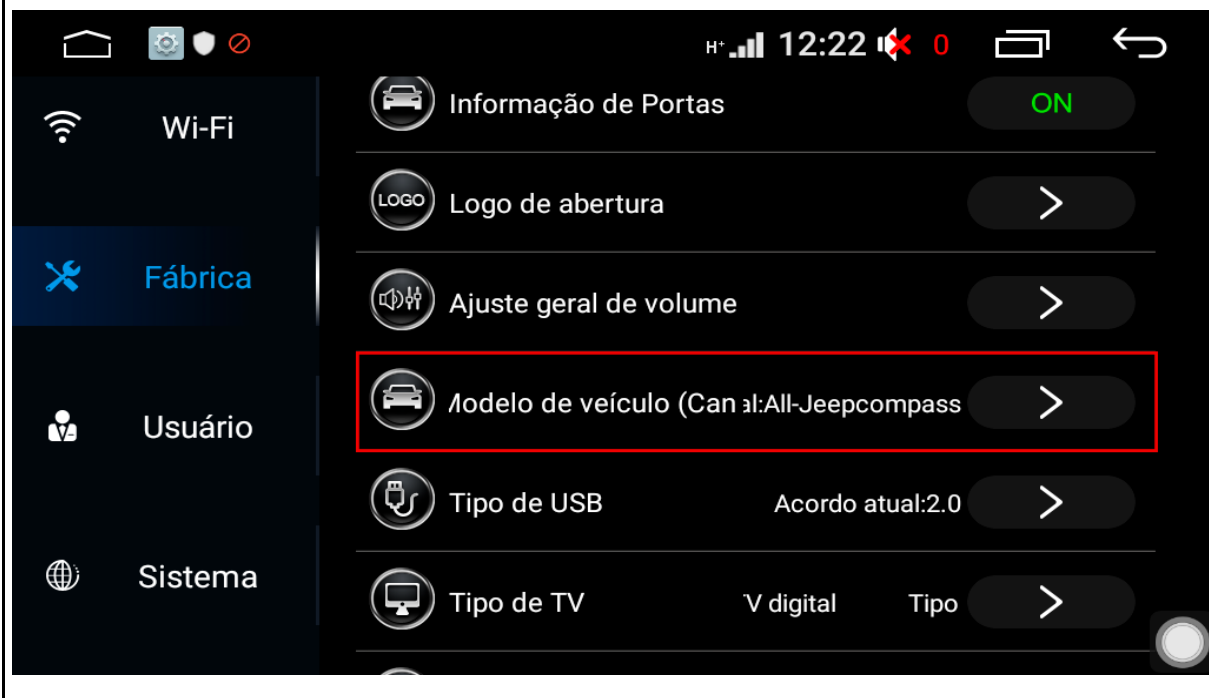 H+ 12:22 0
Wi-Fi
Fábrica
Usuário
Sistema
Informação de Portas ON
LOGO Logo de abertura
Ajuste geral de volume
de veículo (Can al:All-Jeepcompass
Tipo de USB Acordo atual:2.0
Tipo de TV V digital Tipo